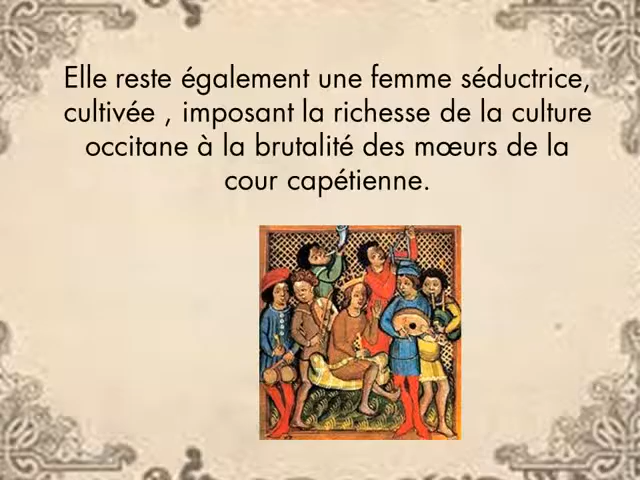 Elle reste également une femme séductrice,
cultivée , imposant la richesse de la culture
occitane à la brutalité des mœurs de la
cour capétienne.